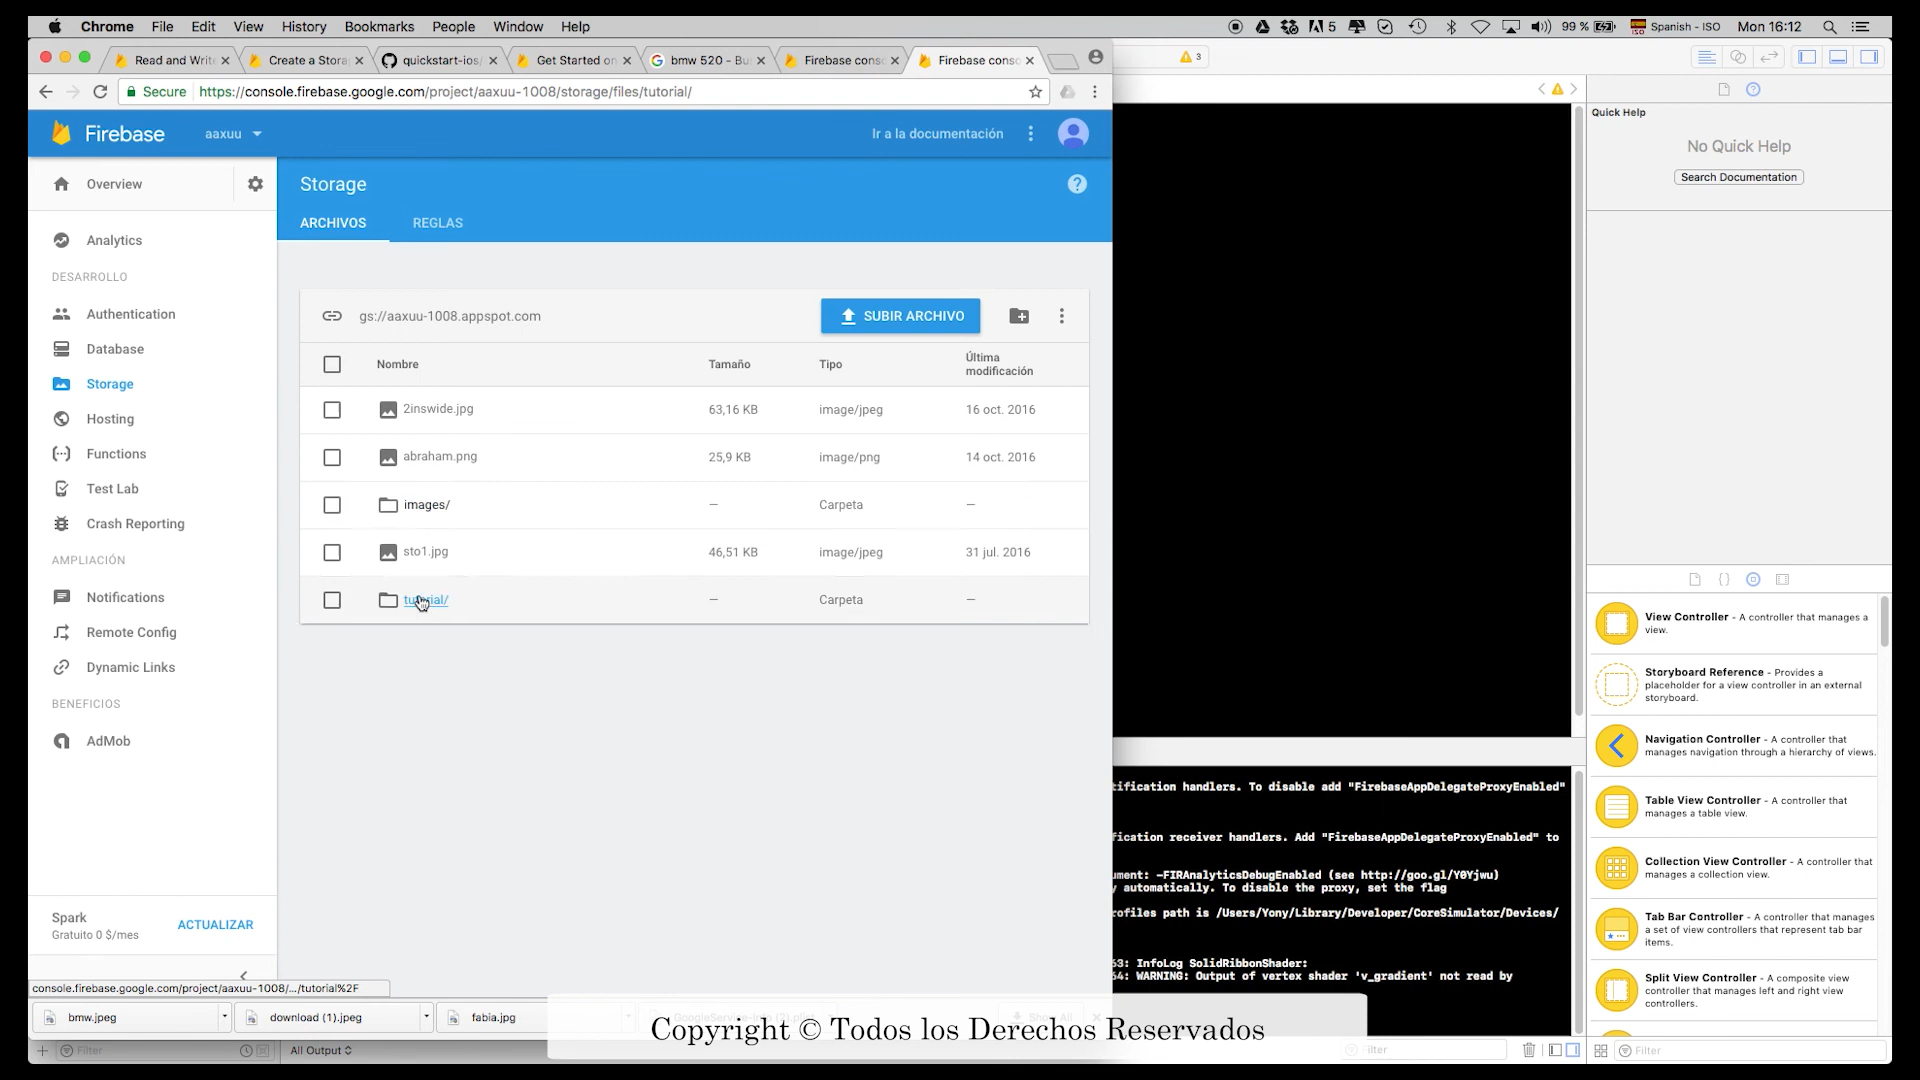 Chrome File Edit View History Bookmarks People Window Help
5 99 % Spanish - ISO Mon 16:12
Read and Write
Create a Stora
quickstart-ios/
Get Started on
bmw 520 - Bu
Firebase conso
Firebase conso
3
Secure https://console.firebase.google.com/project/aaxuu-1008/storage/files/tutorial/
Firebase aaxuu Ir a la documentación
Overview
Analytics
DESARROLLO
Authentication
Database
Storage
Hosting
Functions
Test Lab
Crash Reporting
AMPLIACIÓN
Notifications
Remote Config
Dynamic Links
BENEFICIOS
AdMob
Spark
Gratuito 0 $/mes
ACTUALIZAR
Storage
ARCHIVOS REGLAS
gs://aaxuu-1008.appspot.com SUBIR ARCHIVO
Nombre Tamaño Tipo Última modificación
2inswide.jpg 63,16 KB image/jpeg 16 oct. 2016
abraham.png 25,9 KB image/png 14 oct. 2016
images/ — Carpeta —
sto1.jpg 46,51 KB image/jpeg 31 jul. 2016
tutorial/ — Carpeta —
console.firebase.google.com/project/aaxuu-1008/.../tutorial%2F
bmw.jpeg
download (1).jpeg
fabia.jpg
Show All
Copyright © Todos los Derechos Reservados
Filter
All Output
Filter
Filter
tification handlers. To disable add "FirebaseAppDelegateProxyEnabled"
fication receiver handlers. Add "FirebaseAppDelegateProxyEnabled" to
ument: -FIRAnalyticsDebugEnabled (see http://goo.gl/Y0Yjwu)
y automatically. To disable the proxy, set the flag
rofiles path is /Users/Yony/Library/Developer/CoreSimulator/Devices/
63: InfoLog SolidRibbonShader:
64: WARNING: Output of vertex shader 'v_gradient' not read by
Quick Help
No Quick Help
Search Documentation
View Controller - A controller that manages a
view.
Storyboard Reference - Provides a
placeholder for a view controller in an external
storyboard.
Navigation Controller - A controller that
manages navigation through a hierarchy of views.
Table View Controller - A controller that
manages a table view.
Collection View Controller - A controller that
manages a collection view.
Tab Bar Controller - A controller that manages
a set of view controllers that represent tab bar
items.
Split View Controller - A composite view
controller that manages left and right view
controllers.